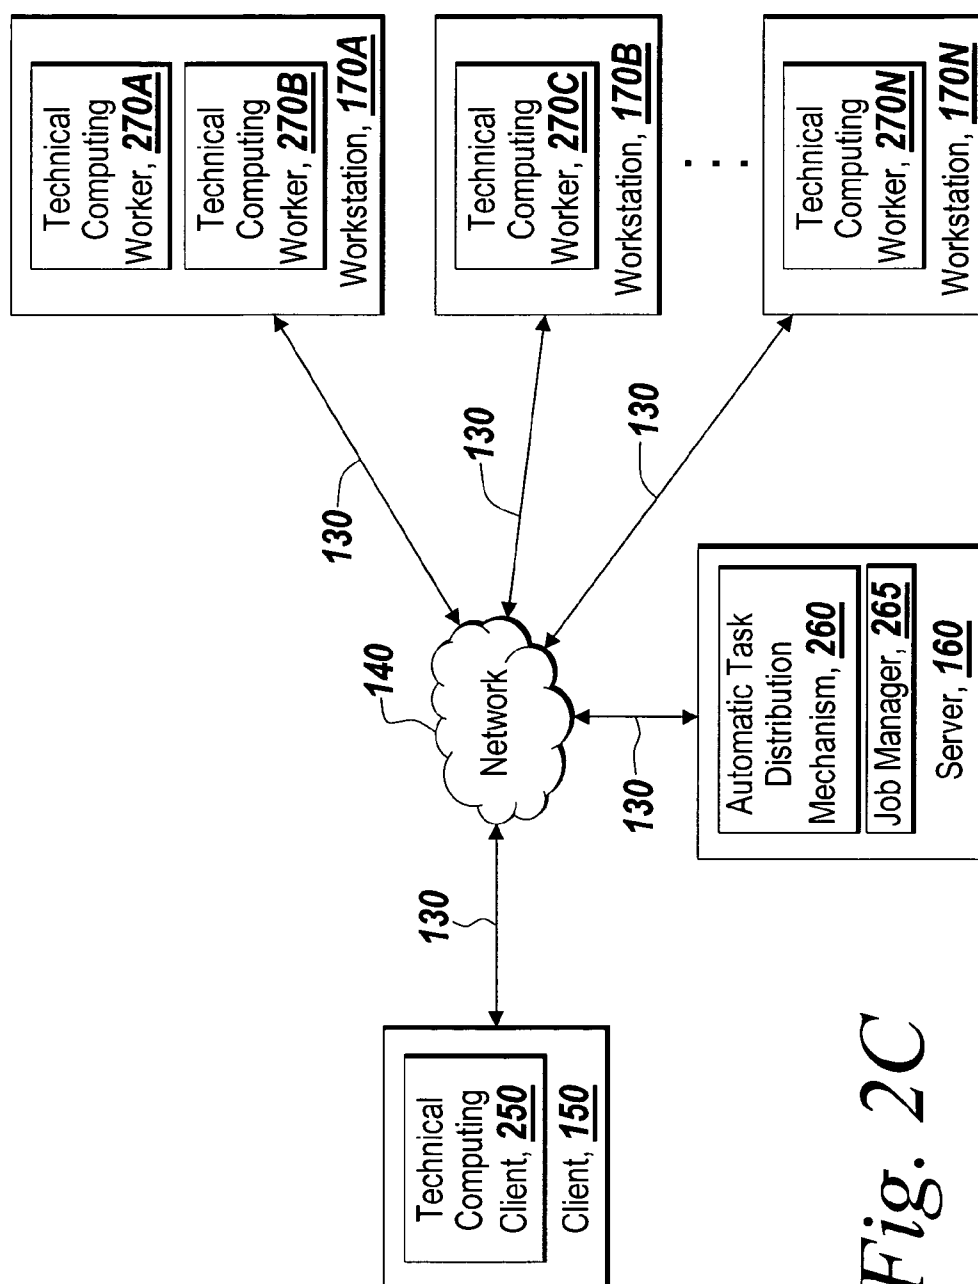 Technical
Computing
Client, 250
Client, 150
130
140
Network
130
Automatic Task
Distribution
Mechanism, 260
Job Manager, 265
Server, 160
130
130
130
Technical
Computing
Worker, 270A
Technical
Computing
Worker, 270B
Workstation, 170A
Technical
Computing
Worker, 270C
Workstation, 170B
Technical
Computing
Worker, 270N
Workstation, 170N
Fig. 2C